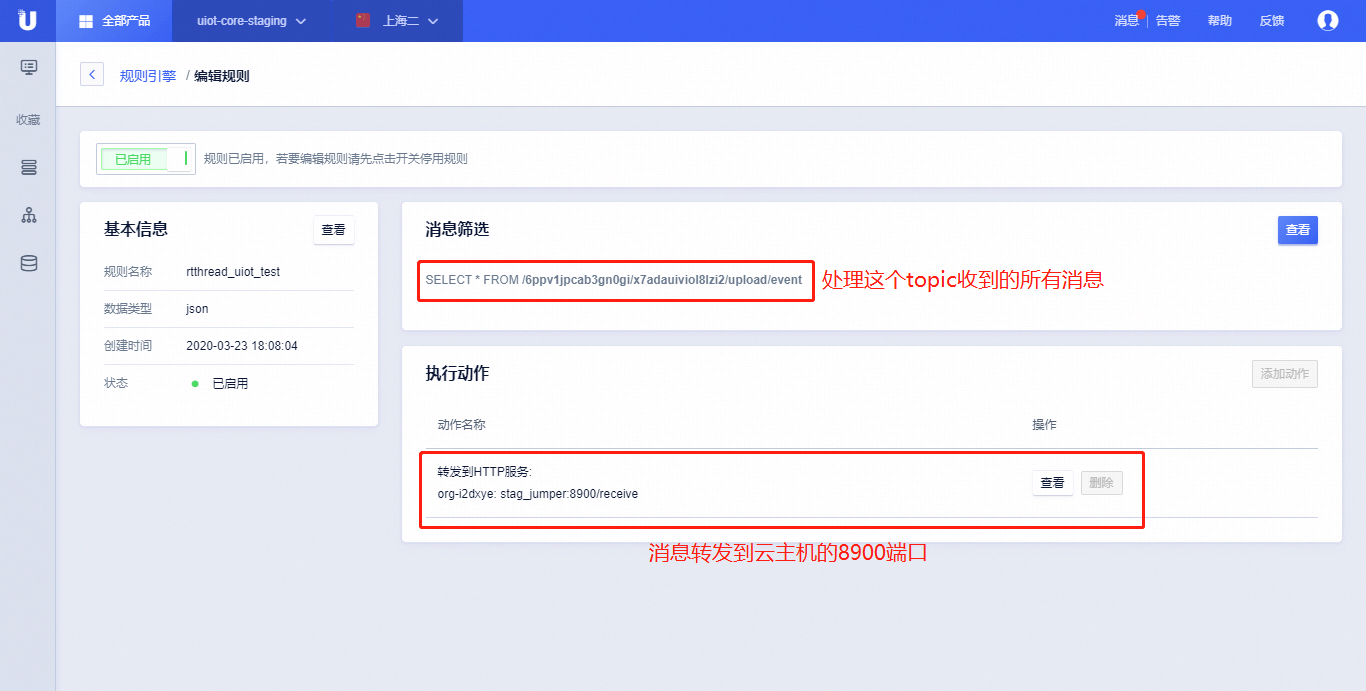 全部产品
uiot-core-staging
上海二
消息
告警
帮助
反馈
收藏
规则引擎 / 编辑规则
已启用
规则已启用，若要编辑规则请先点击开关停用规则
基本信息
查看
规则名称 rtthread_uiot_test
数据类型 json
创建时间 2020-03-23 18:08:04
状态 已启用
消息筛选
查看
SELECT * FROM /6ppv1jpcab3gn0gi/x7adauiviol8lzi2/upload/event
处理这个topic收到的所有消息
执行动作
添加动作
动作名称 操作
转发到HTTP服务:
org-i2dxye: stag_jumper:8900/receive
查看 删除
消息转发到云主机的8900端口